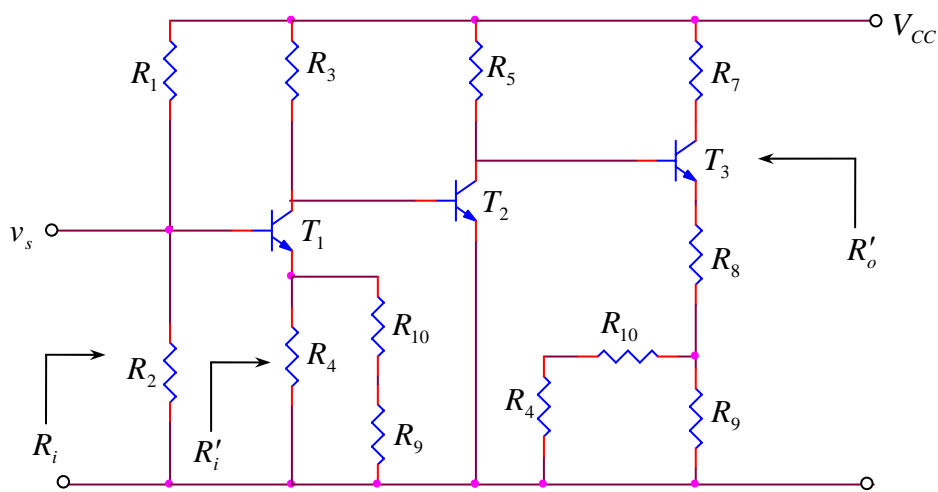 V_CC
R_1
R_3
R_5
R_7
T_1
T_2
T_3
v_s
R'_o
R_8
R_10
R_10
R_2
R_4
R_4
R_9
R_9
R_i
R'_i